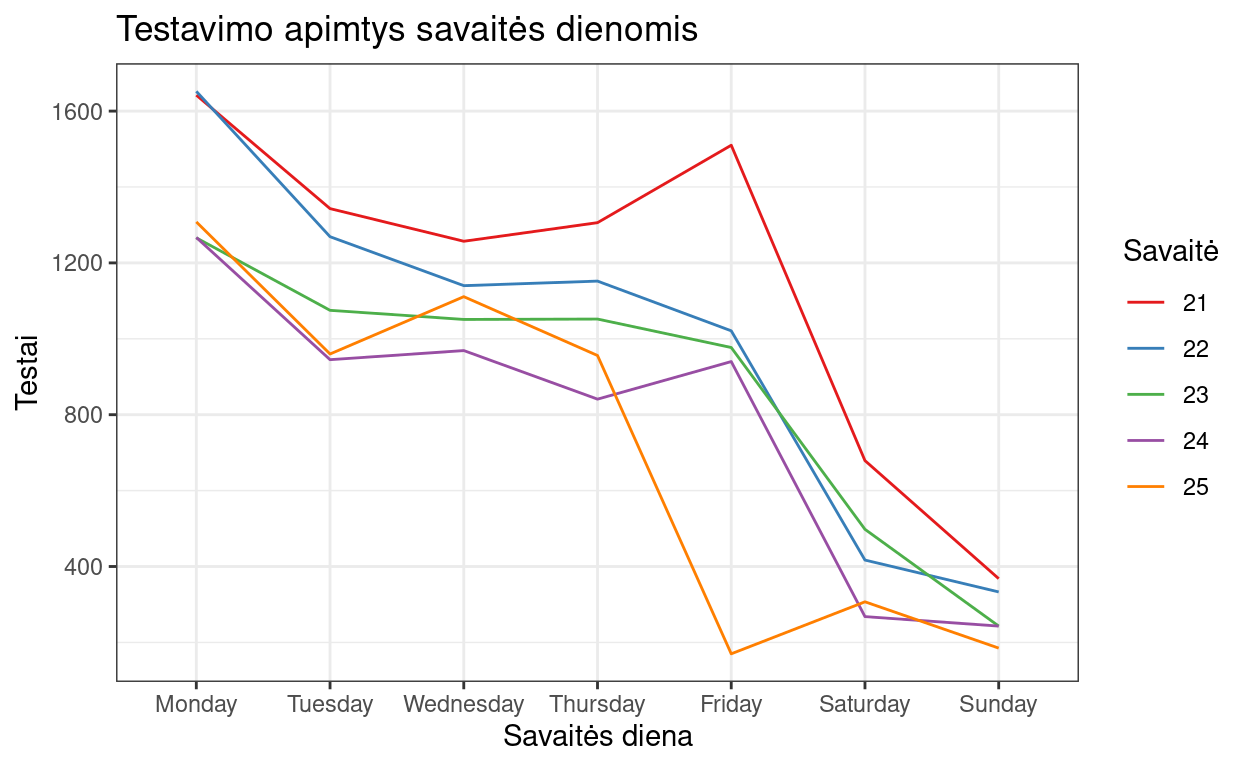 Testavimo apimtys savaitės dienomis
1600
1200
800
400
Testai
Monday Tuesday Wednesday Thursday Friday Saturday Sunday
Savaitės diena
Savaitė
21
22
23
24
25